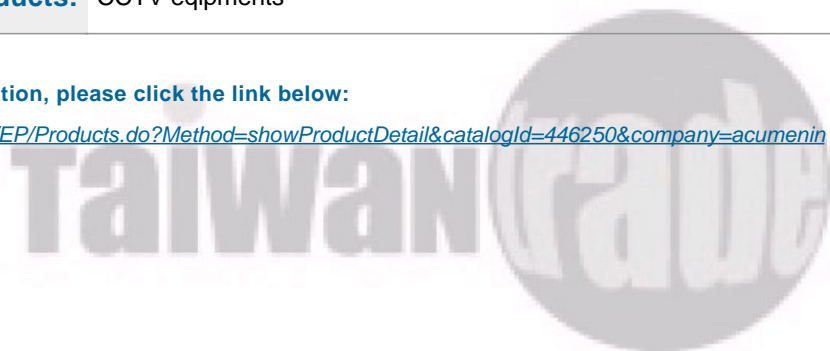 ducts: CCTV eqipments
tion, please click the link below:
/EP/Products.do?Method=showProductDetail&catalogId=446250&company=acumenin
Taiwantrade